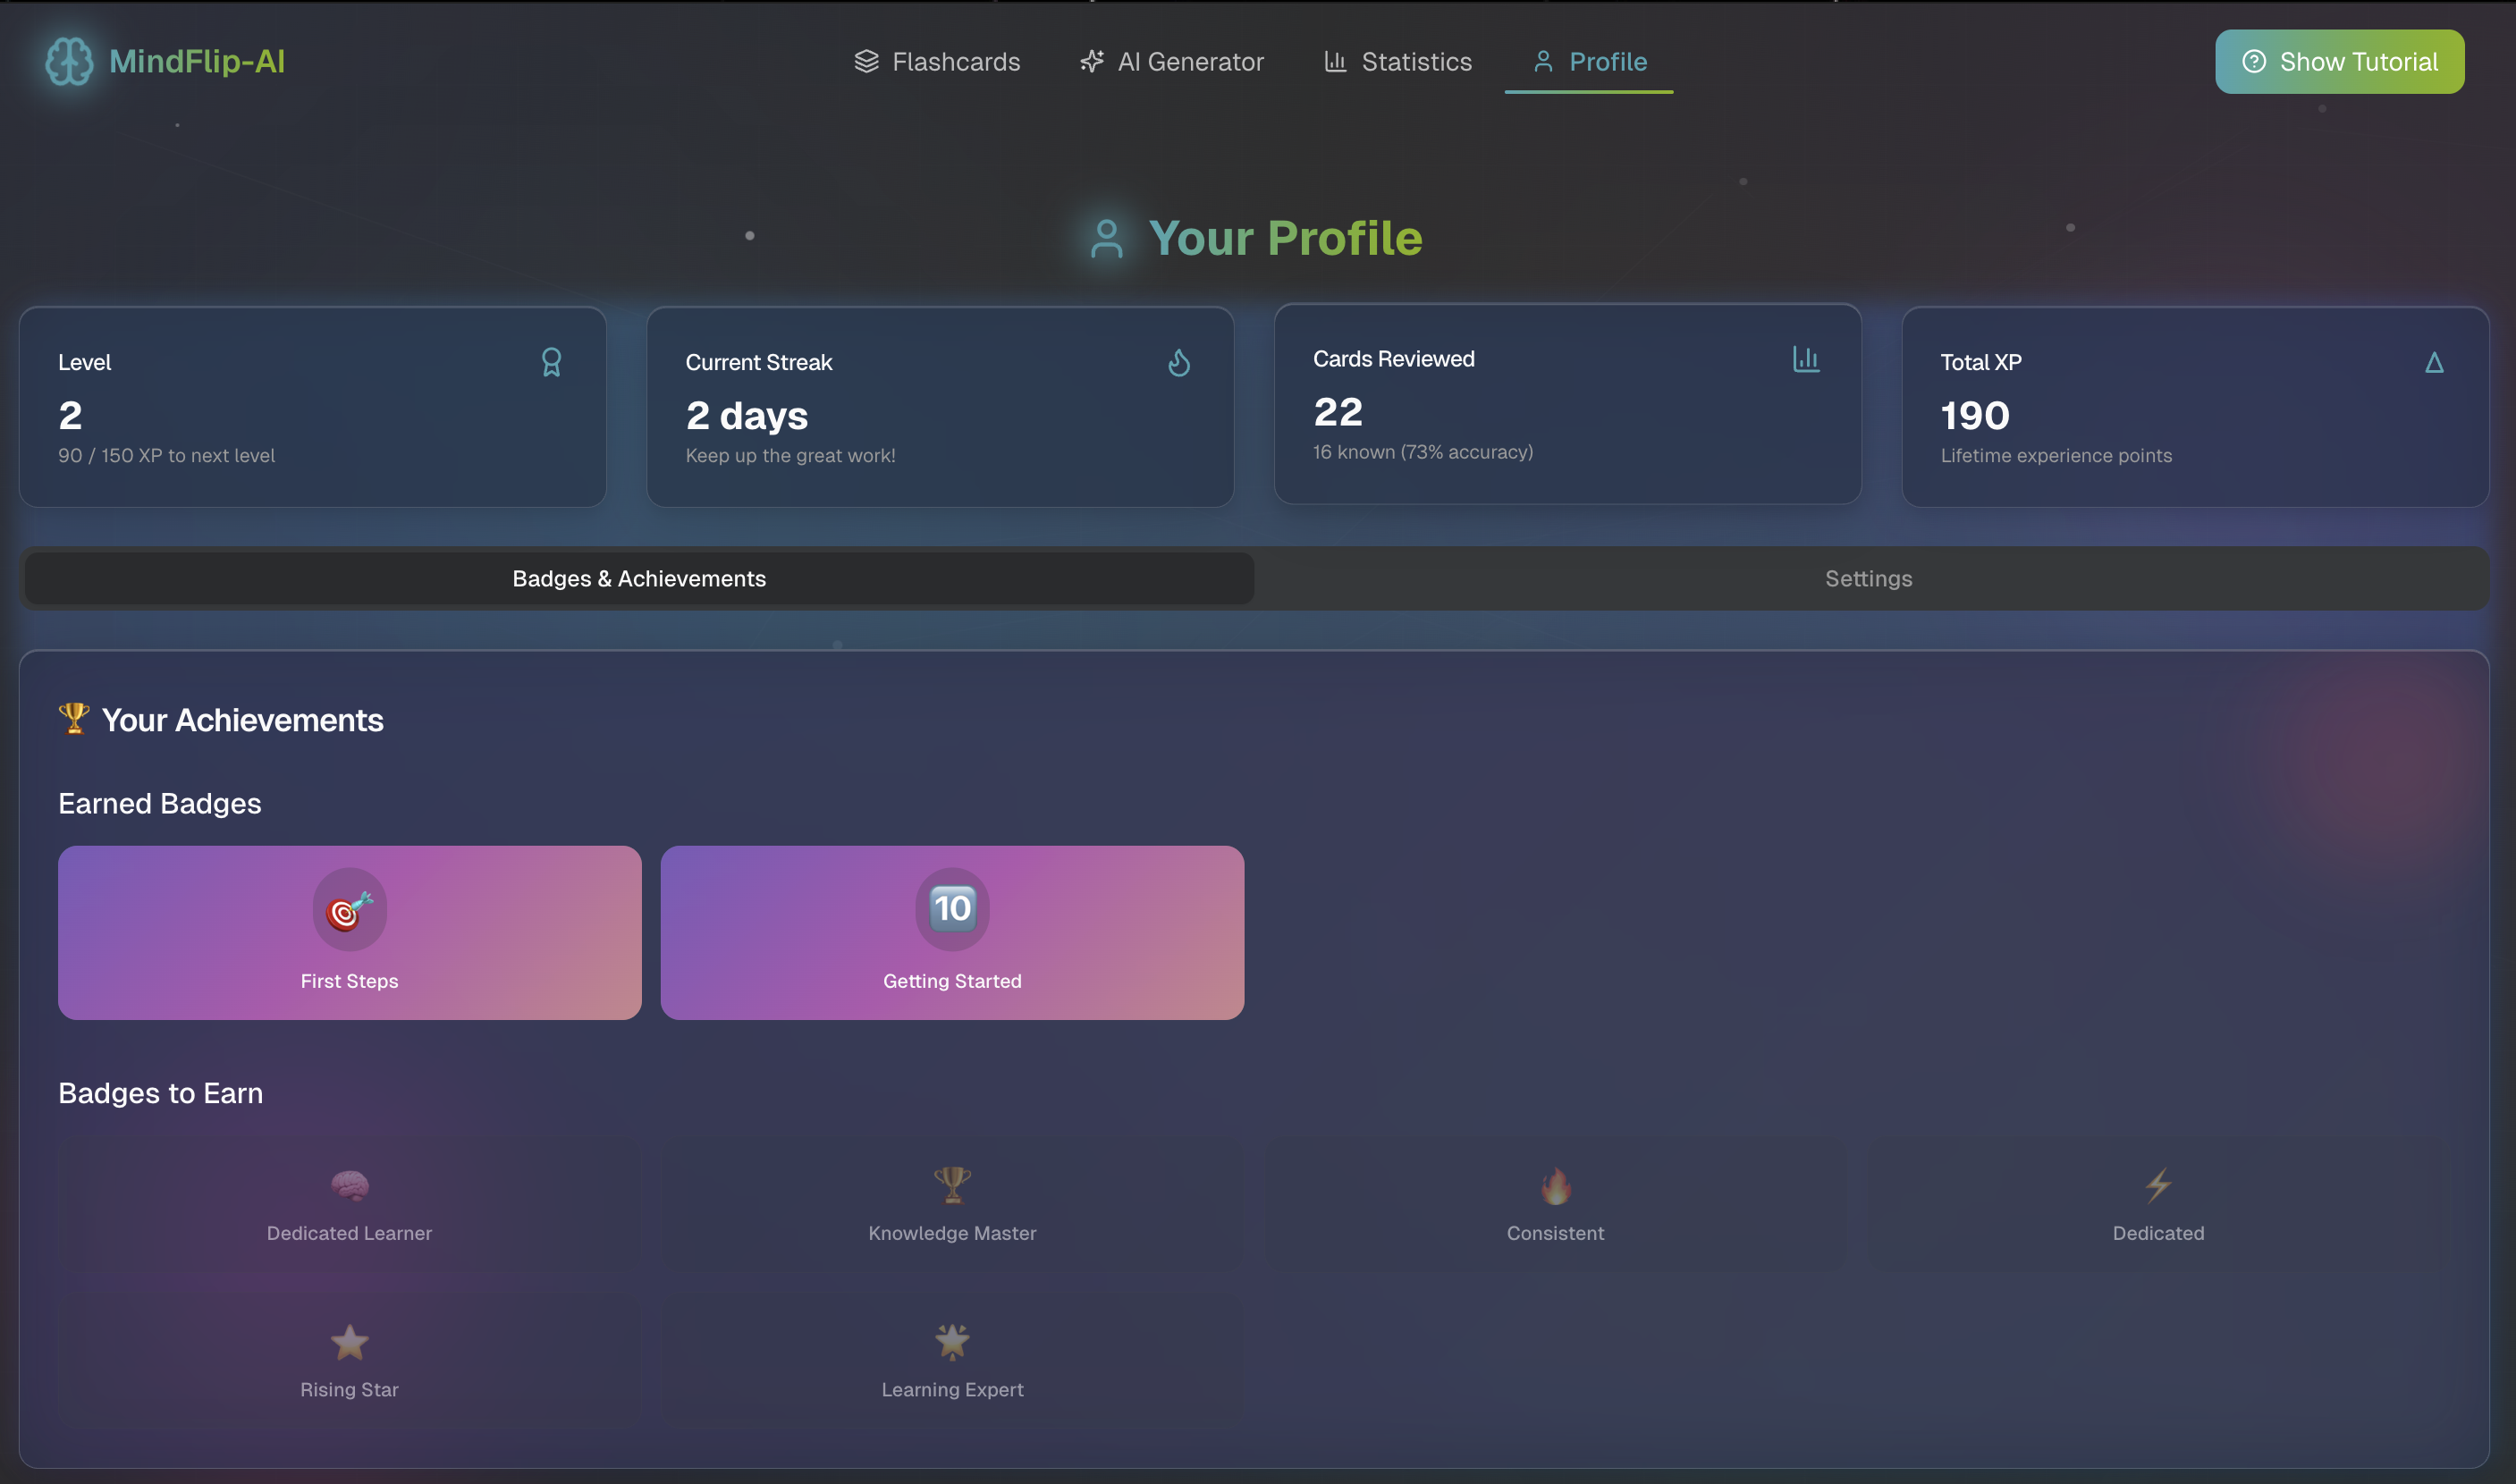 MindFlip-AI
Flashcards
AI Generator
Statistics
Profile
Show Tutorial
Your Profile
Level
2
90 / 150 XP to next level
Current Streak
2 days
Keep up the great work!
Cards Reviewed
22
16 known (73% accuracy)
Total XP
190
Lifetime experience points
Badges & Achievements
Settings
🏆 Your Achievements
Earned Badges
First Steps
10
Getting Started
Badges to Earn
Dedicated Learner
Knowledge Master
Consistent
Dedicated
Rising Star
Learning Expert